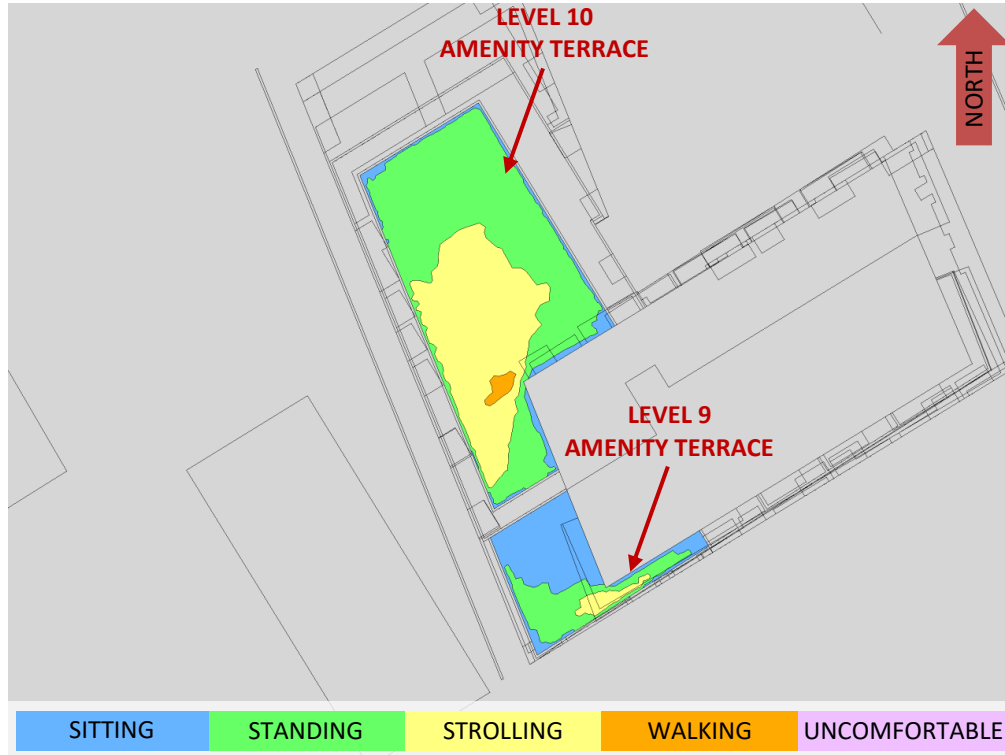 LEVEL 10
AMENITY TERRACE
NORTH
LEVEL 9
AMENITY TERRACE
SITTING
STANDING
STROLLING
WALKING
UNCOMFORTABLE